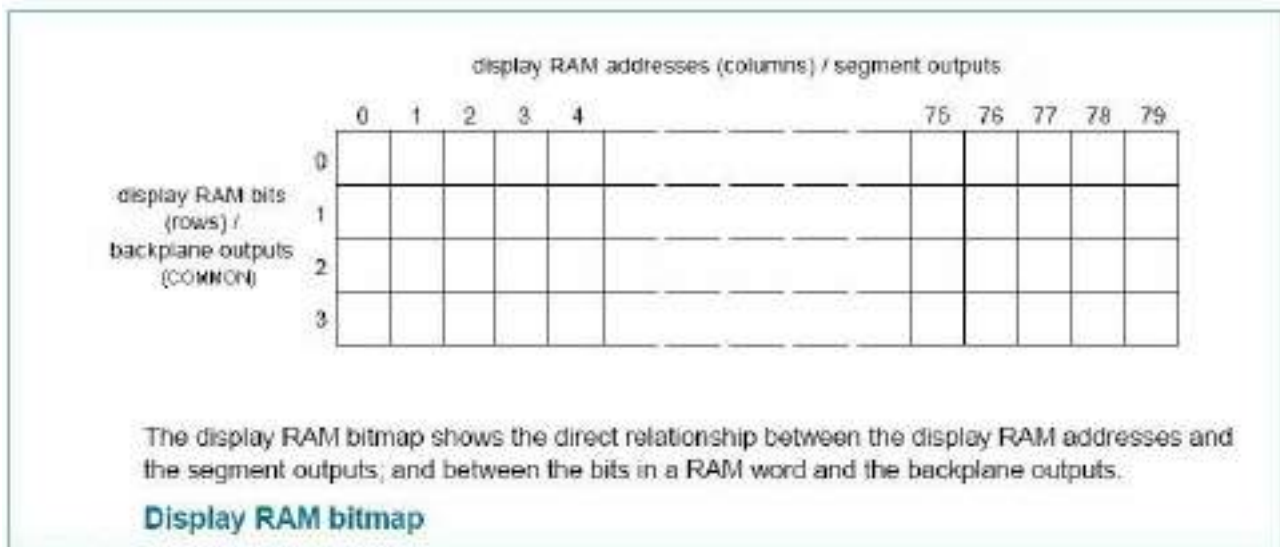 display RAM addresses (columns) / segment outputs
0 1 2 3 4 75 76 77 78 79
0
display RAM bits
(rows) /
1
backplane outputs
2
(COMMON)
3
The display RAM bitmap shows the direct relationship between the display RAM addresses and
the segment outputs; and between the bits in a RAM word and the backplane outputs.
Display RAM bitmap